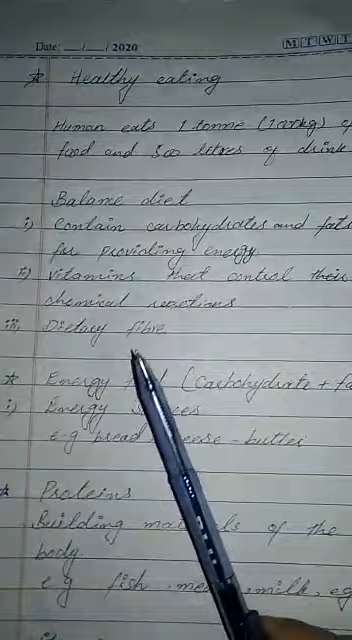 Date: __/__/ 2020 M T W T
* Healthy eating
Human eats 1 tonne (1000kg) of
food and 500 litres of drink
Balance diet
i) Contain carbohydrates and fats
for providing energy
ii) Vitamins that control their
chemical reactions
iii, Dietary fibre
* Energy (Carbohydrate +
i) Energy
e.g bread - butter
* Proteins
Building of the
body
e g fish milk,